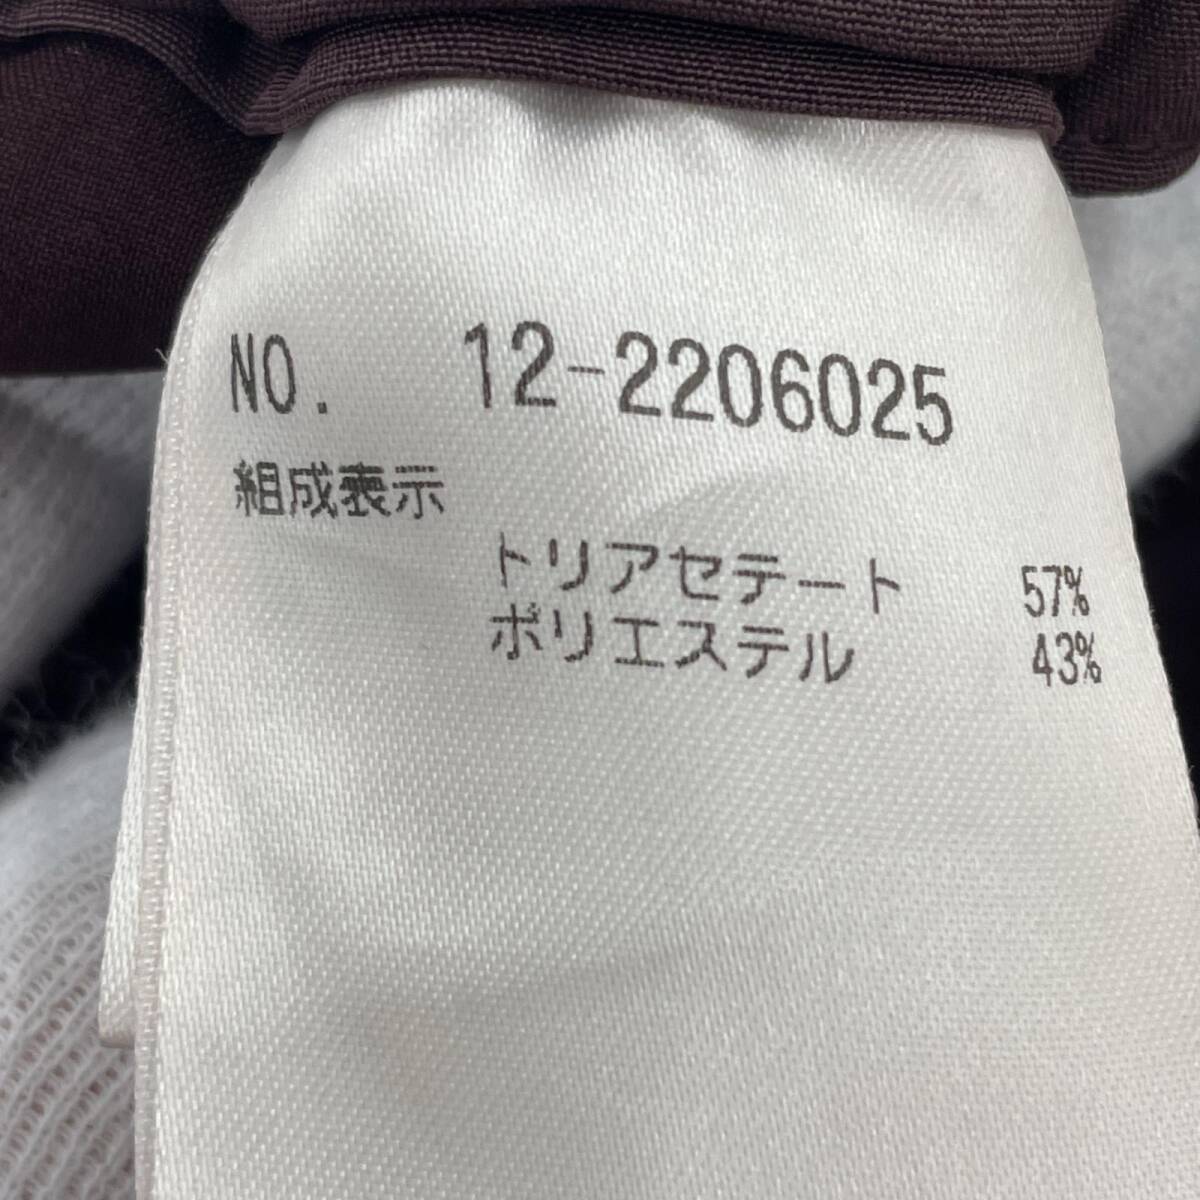 NO. 12-2206025
組成表示
トリアセテート 57%
ポリエステル 43%